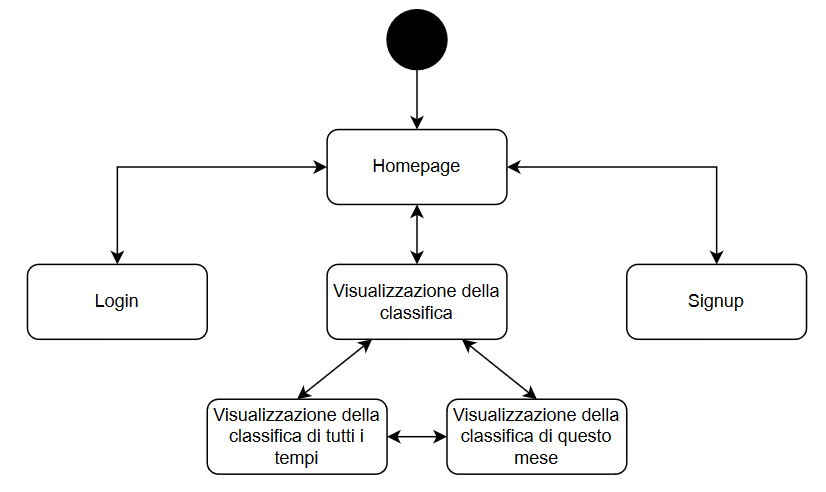 Homepage
Login
Visualizzazione della
classifica
Signup
Visualizzazione della
classifica di tutti i
tempi
Visualizzazione della
classifica di questo
mese